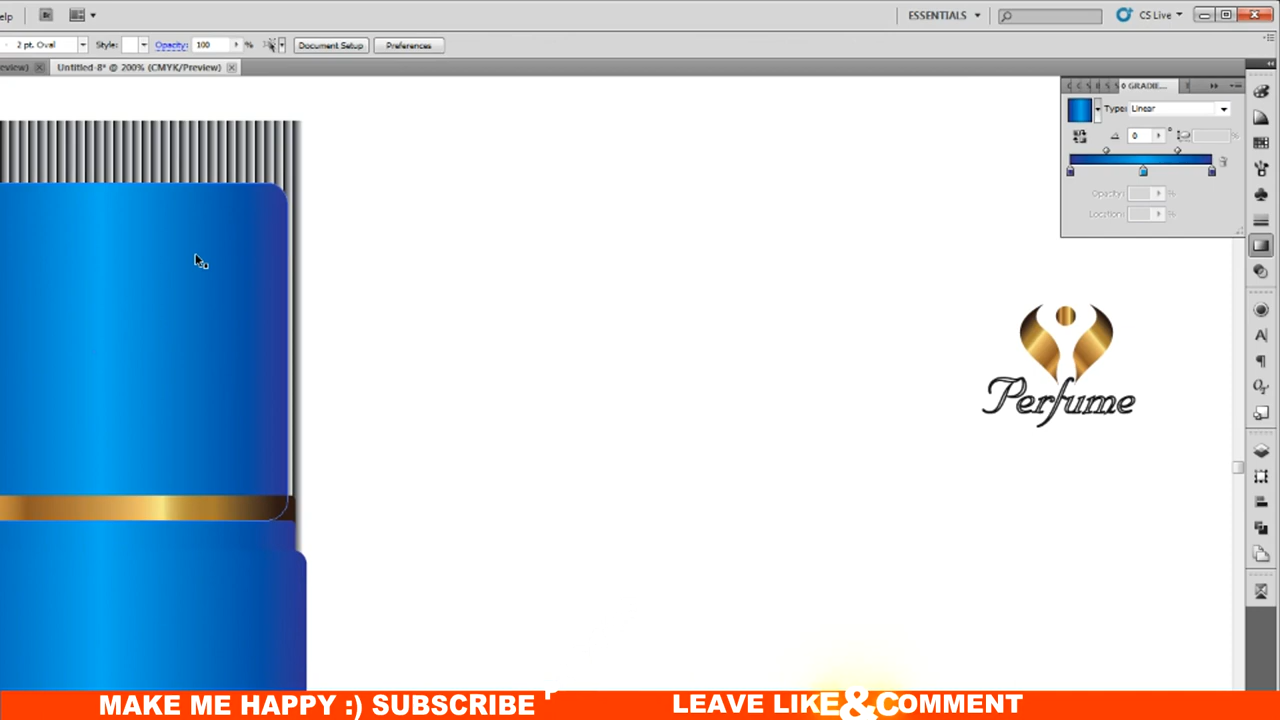 elp
ESSENTIALS
CS Live
2 pt. Oval
Style:
Opacity: 100 %
Document Setup
Preferences
eview)
Untitled-8* @ 200% (CMYK/Preview)
GRADIE...
Type: Linear
0 °
%
Opacity: %
Location: %
Perfume
MAKE ME HAPPY :) SUBSCRIBE
LEAVE LIKE & COMMENT